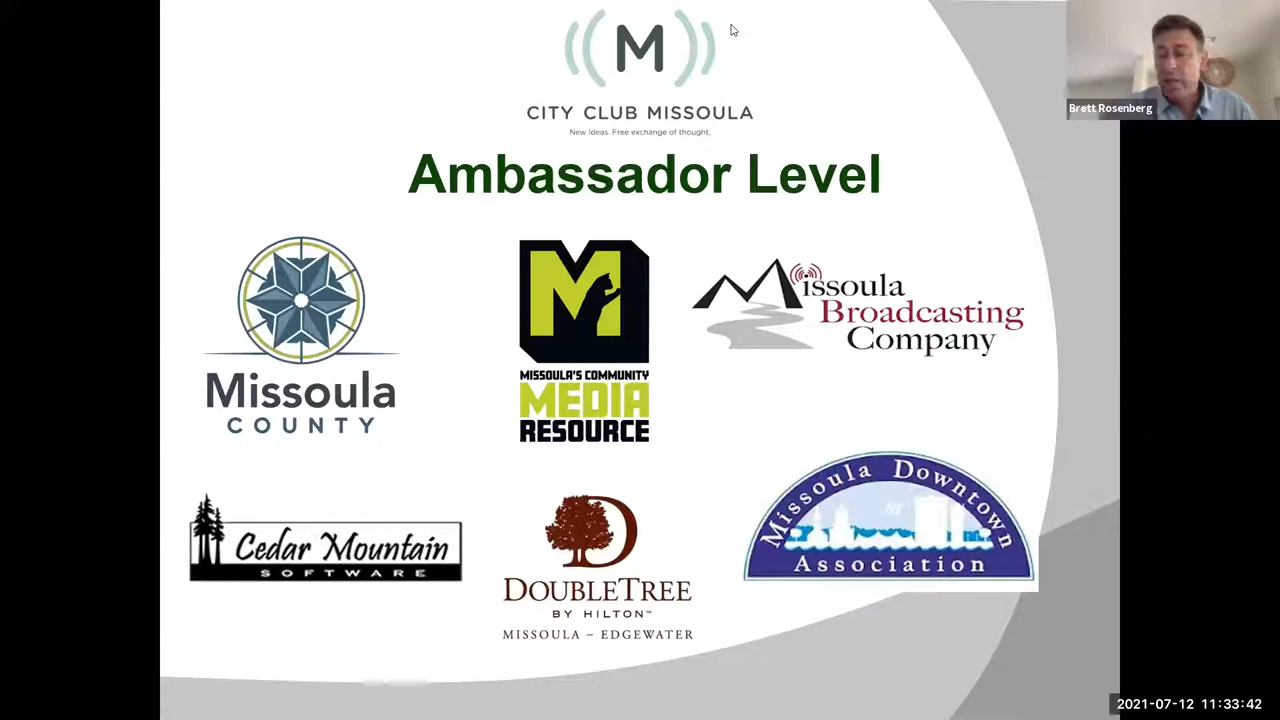 M
CITY CLUB MISSOULA
New Ideas. Free exchange of thought.
Brett Rosenberg
Ambassador Level
Missoula
COUNTY
M
MISSOULA'S COMMUNITY
MEDIA
RESOURCE
Missoula
Broadcasting
Company
Cedar Mountain
SOFTWARE
D
DOUBLETREE
BY HILTON™
MISSOULA – EDGEWATER
Missoula Downtown
Association
2021-07-12 11:33:42